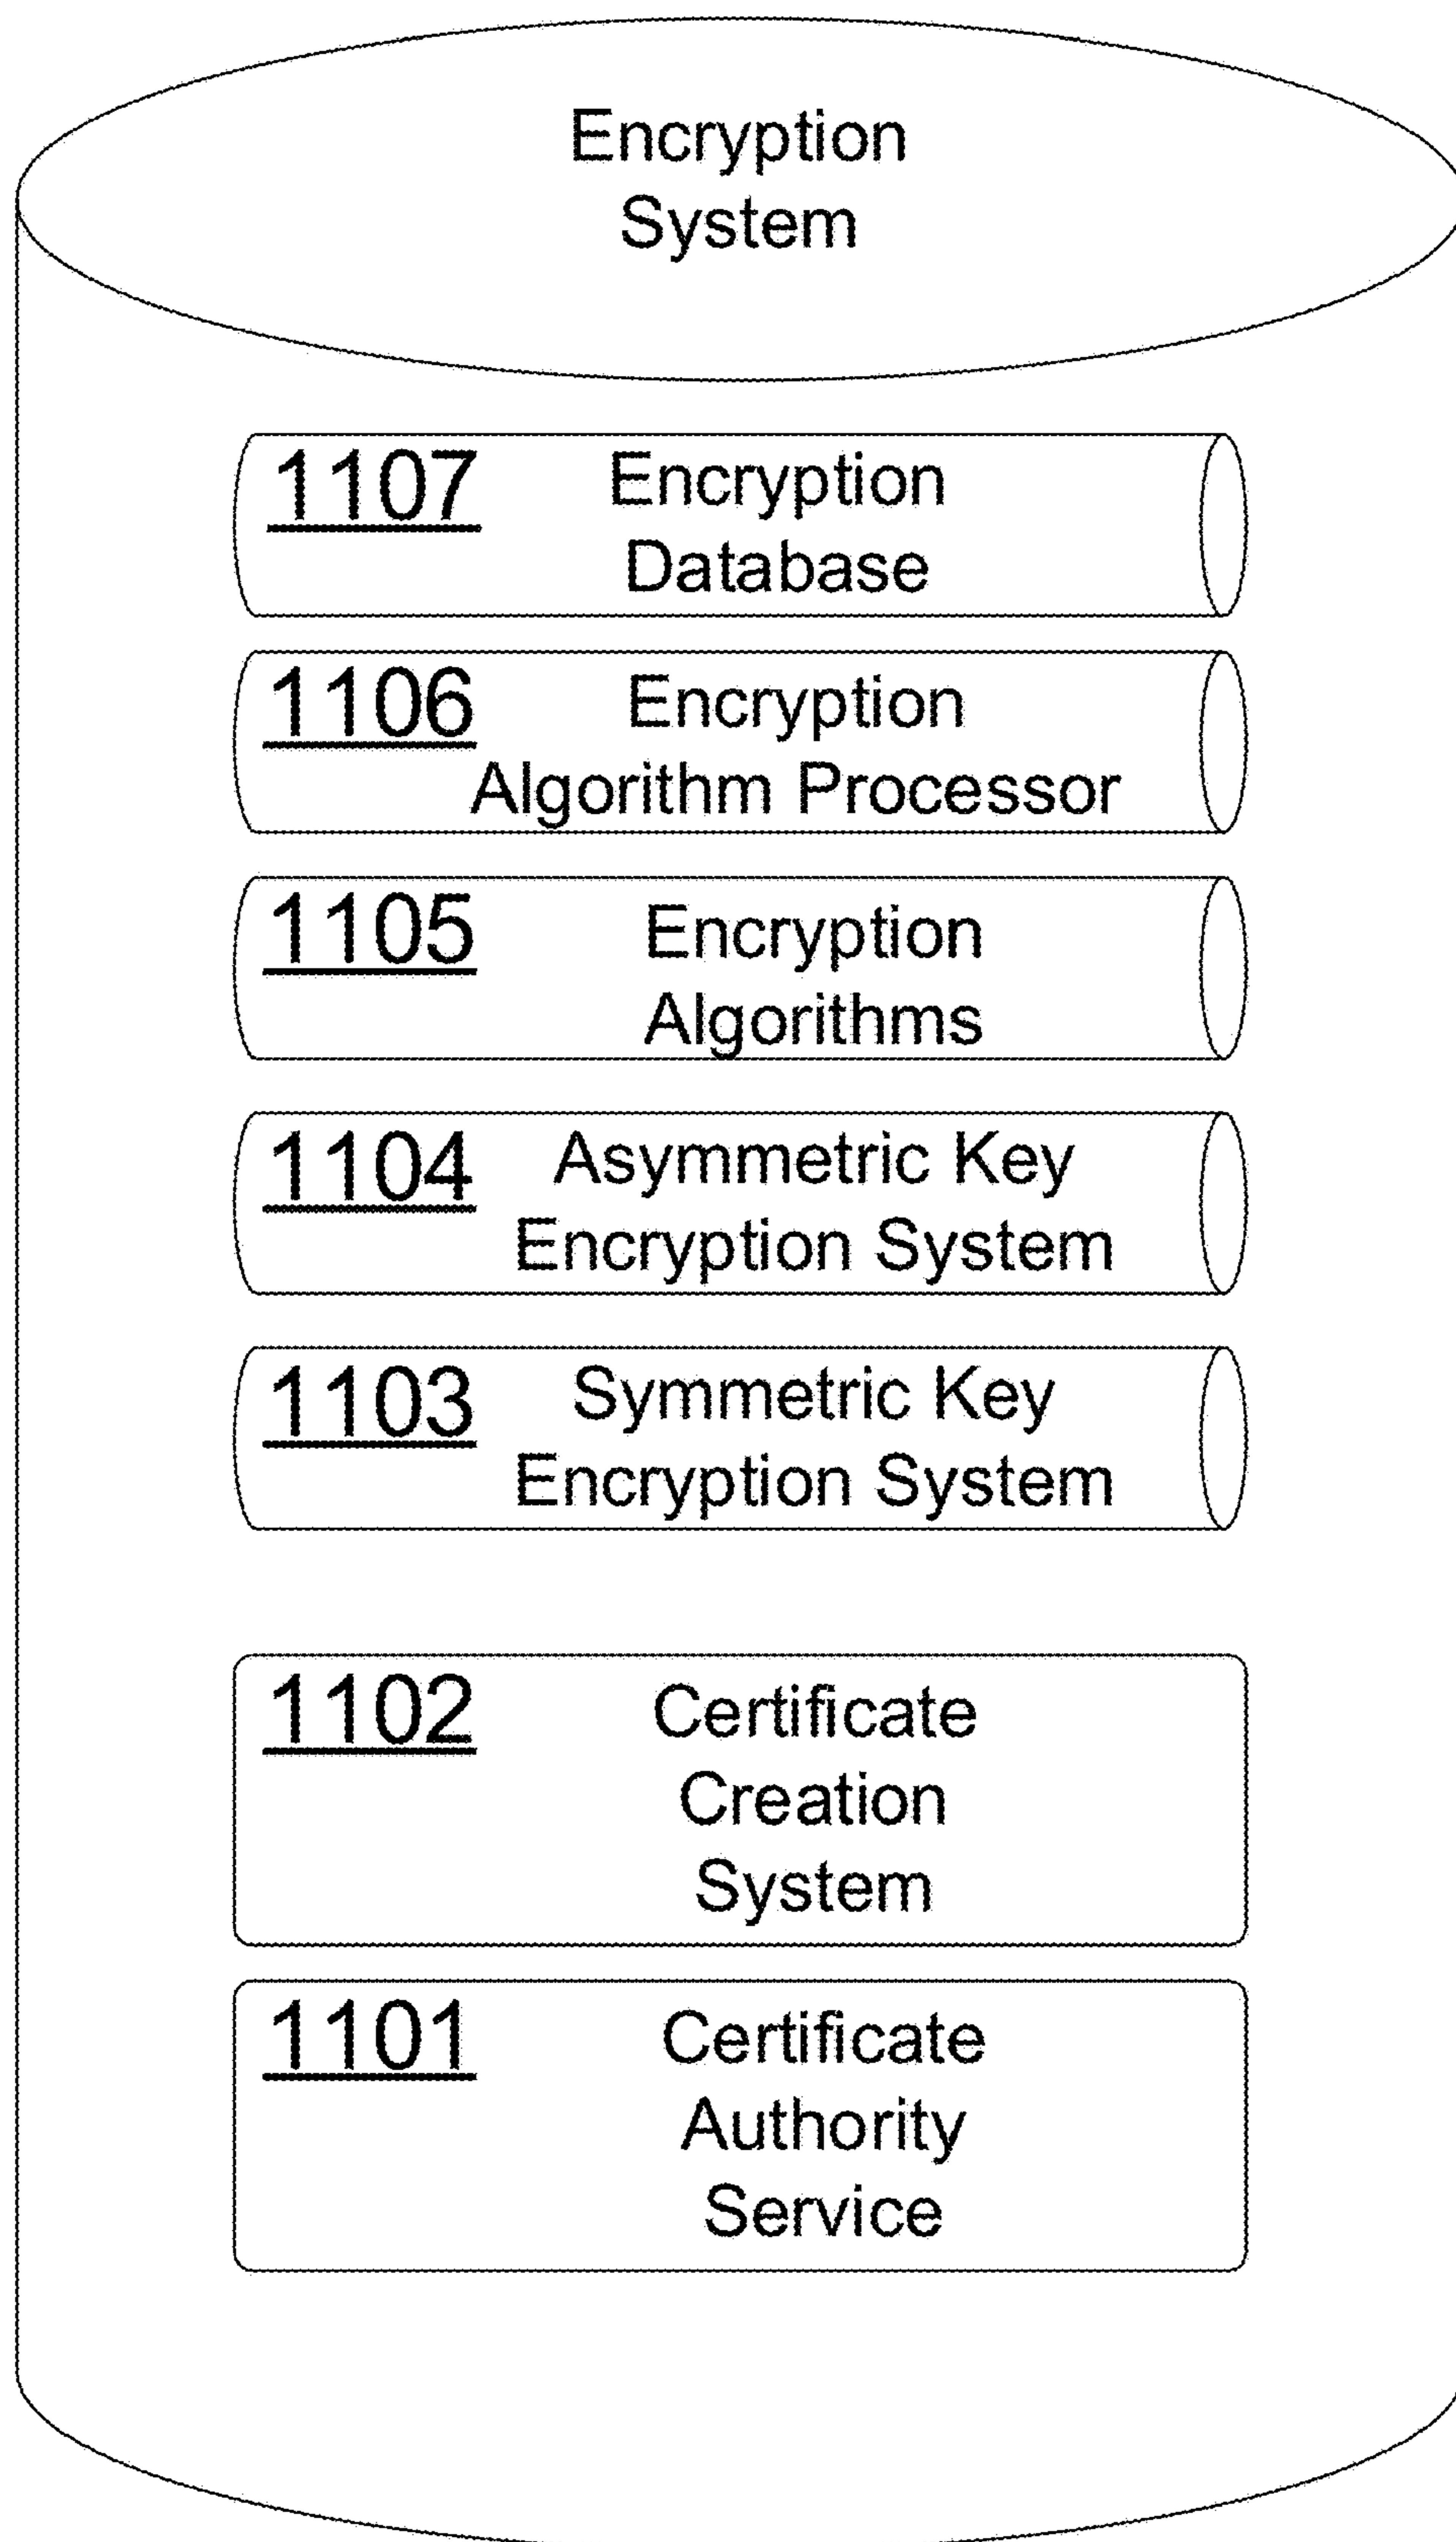 Encryption
System
1107 Encryption
Database
1106 Encryption
Algorithm Processor
1105 Encryption
Algorithms
1104 Asymmetric Key
Encryption System
1103 Symmetric Key
Encryption System
1102 Certificate
Creation
System
1101 Certificate
Authority
Service